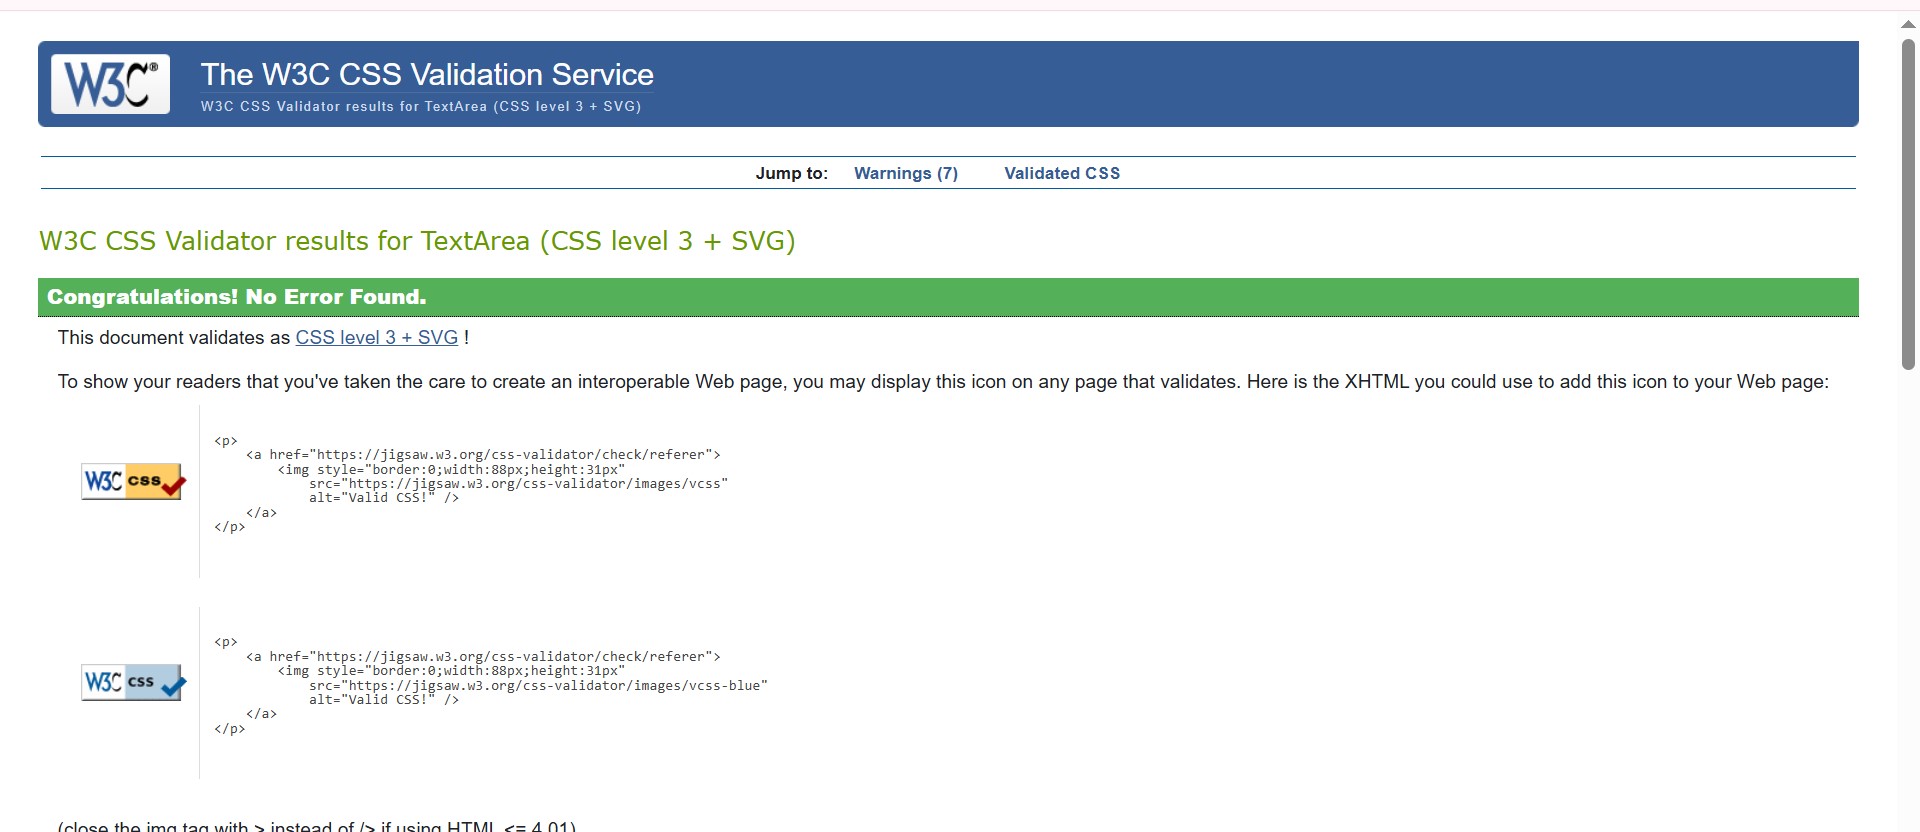 W3C®
The W3C CSS Validation Service
W3C CSS Validator results for TextArea (CSS level 3 + SVG)
Jump to: Warnings (7) Validated CSS
W3C CSS Validator results for TextArea (CSS level 3 + SVG)
Congratulations! No Error Found.
This document validates as CSS level 3 + SVG !
To show your readers that you've taken the care to create an interoperable Web page, you may display this icon on any page that validates. Here is the XHTML you could use to add this icon to your Web page:
W3C css
<p>
    <a href="https://jigsaw.w3.org/css-validator/check/referer">
        <img style="border:0;width:88px;height:31px"
            src="https://jigsaw.w3.org/css-validator/images/vcss"
            alt="Valid CSS!" />
    </a>
</p>
W3C css
<p>
    <a href="https://jigsaw.w3.org/css-validator/check/referer">
        <img style="border:0;width:88px;height:31px"
            src="https://jigsaw.w3.org/css-validator/images/vcss-blue"
            alt="Valid CSS!" />
    </a>
</p>
(close the img tag with > instead of /> if using HTML <= 4.01)